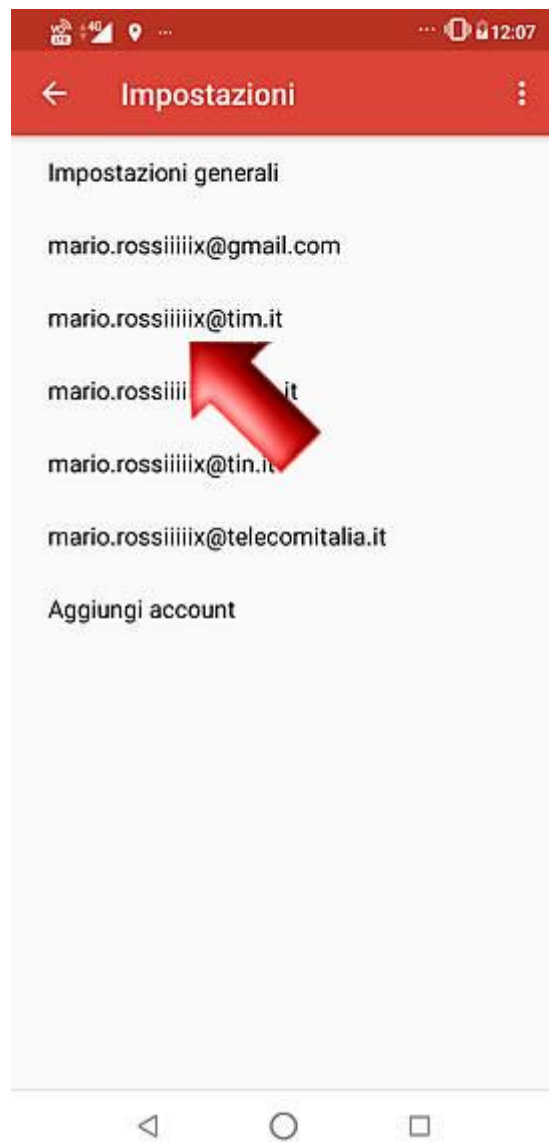 4G
12:07
Impostazioni
Impostazioni generali
mario.rossiiiiix@gmail.com
mario.rossiiiiix@tim.it
mario.rossiiii it
mario.rossiiiiix@tin.it
mario.rossiiiiix@telecomitalia.it
Aggiungi account